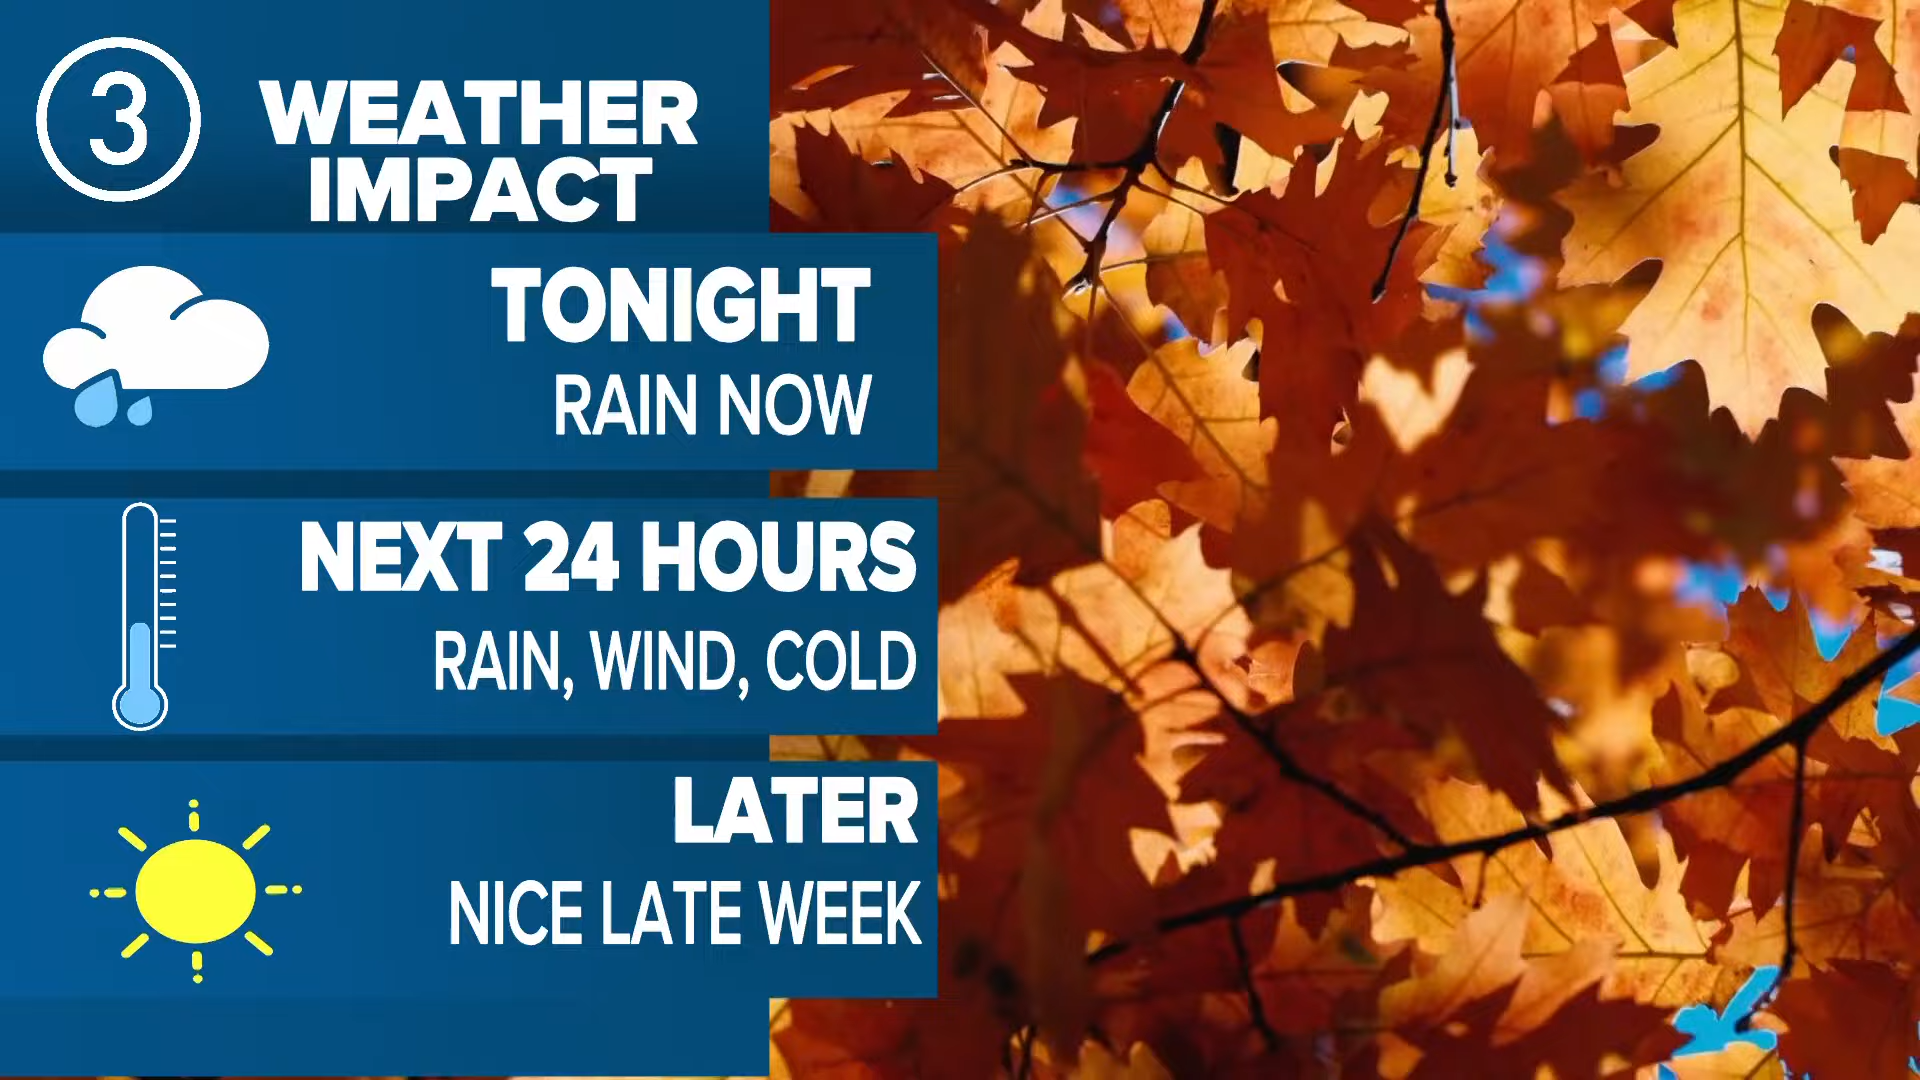 3
WEATHER
IMPACT
TONIGHT
RAIN NOW
NEXT 24 HOURS
RAIN, WIND, COLD
LATER
NICE LATE WEEK